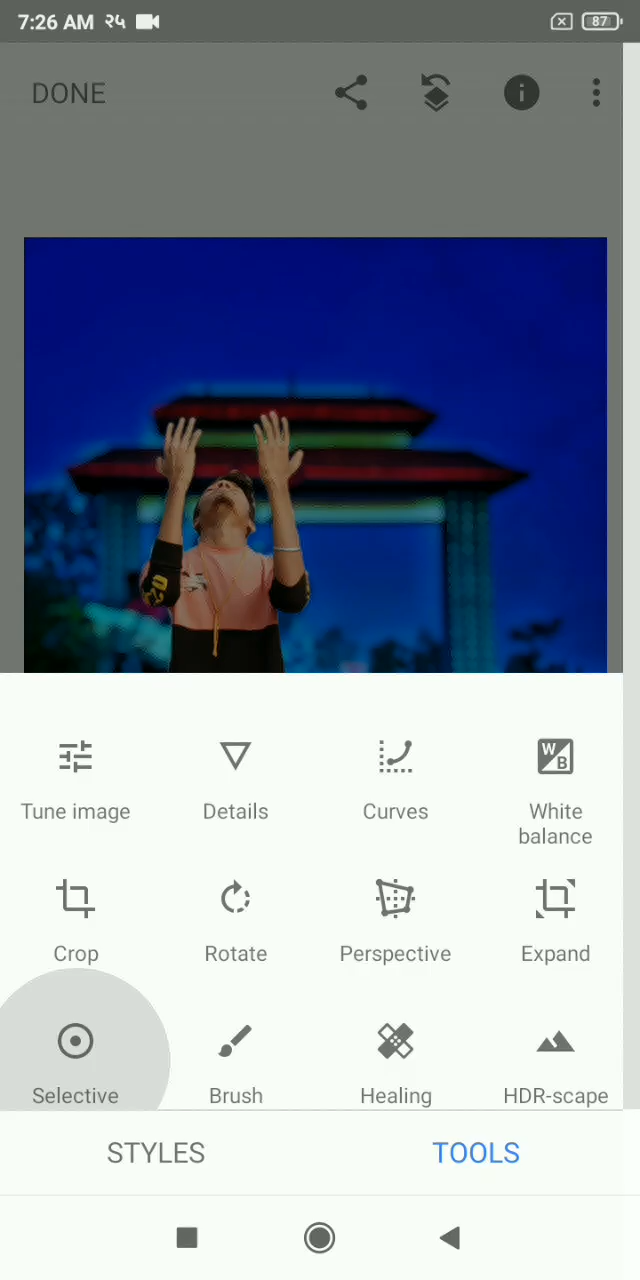 7:26 AM २५ 87
DONE
Tune image
Details
Curves
White
balance
Crop
Rotate
Perspective
Expand
Selective
Brush
Healing
HDR-scape
STYLES
TOOLS